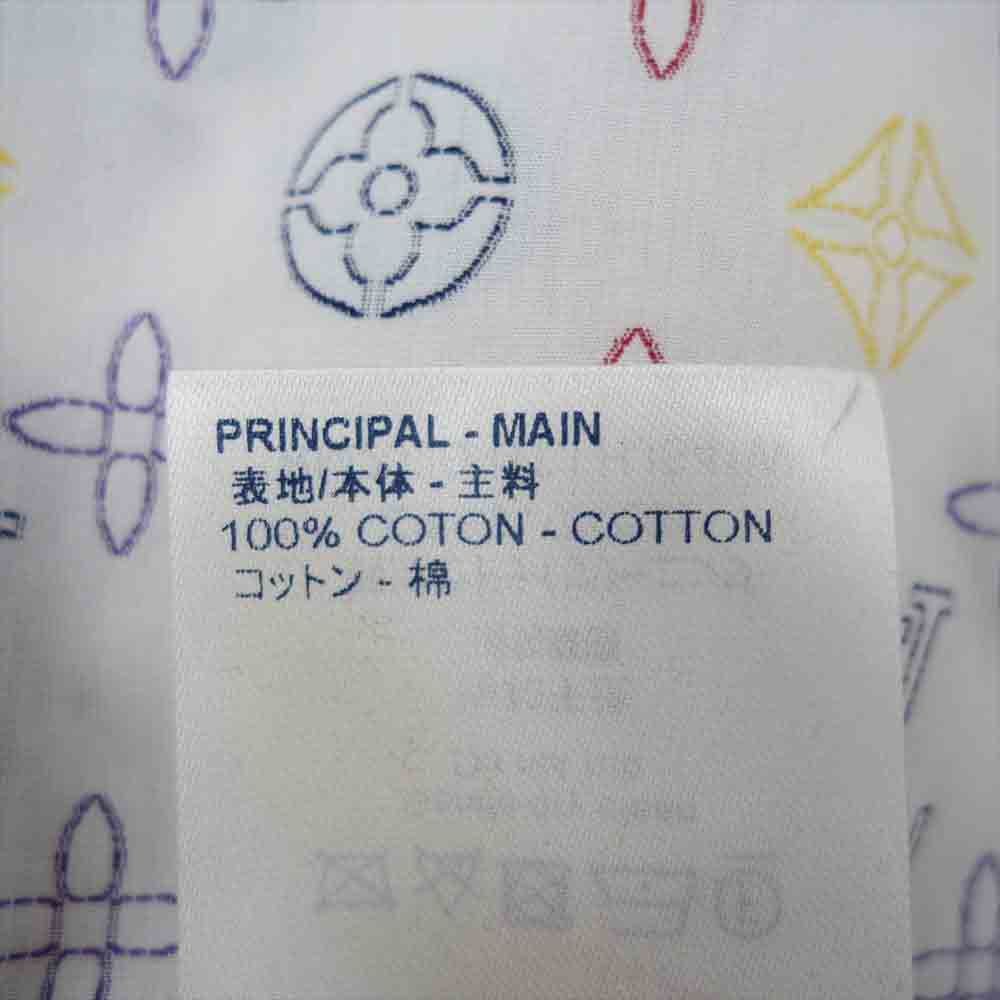 PRINCIPAL - MAIN
表地/本体 - 主料
100% COTON - COTTON
コットン - 棉